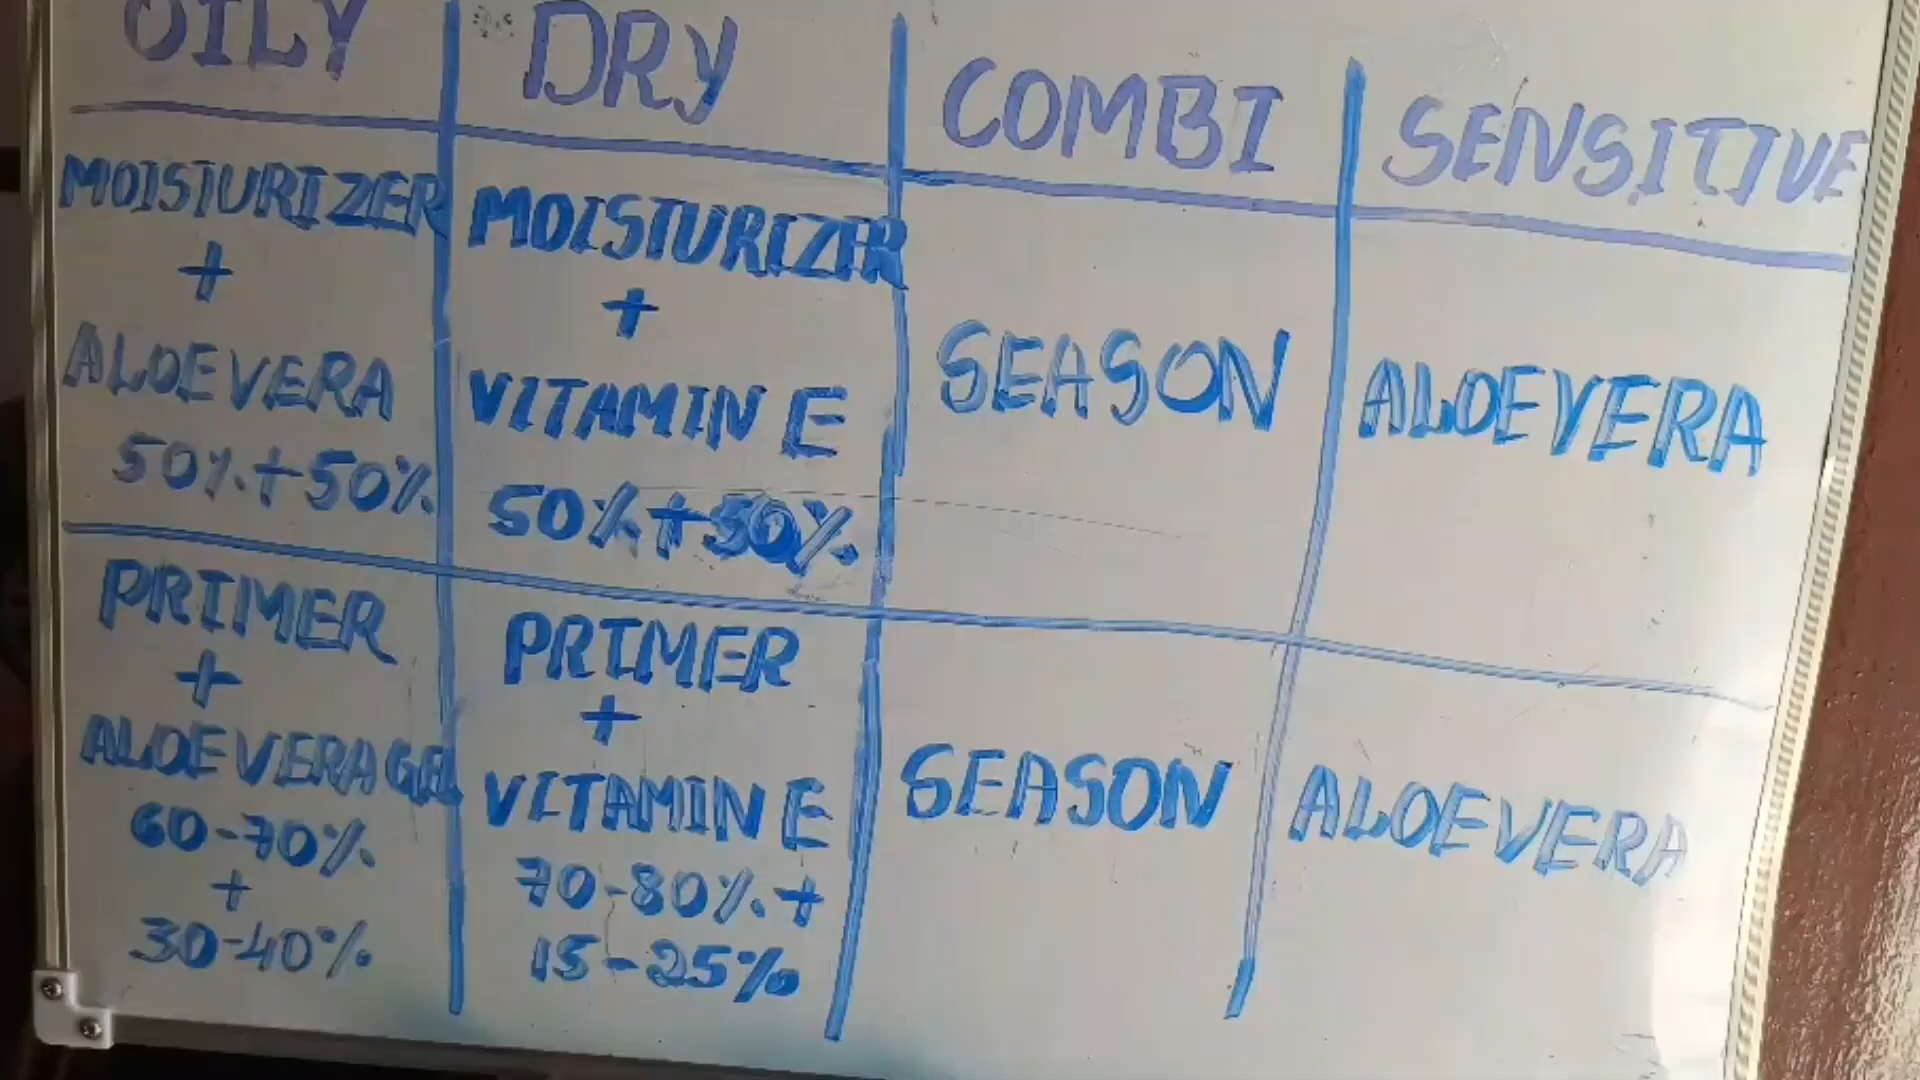 OILY
DRY
COMBI
SENSITIVE
MOISTURIZER
+
ALOEVERA
50%+50%
MOISTURIZER
+
VITAMIN E
50%+50%
SEASON
ALOEVERA
PRIMER
+
ALOEVERA GEL
60-70%
+
30-40%
PRIMER
+
VITAMIN E
70-80%+
15-25%
SEASON
ALOEVERA